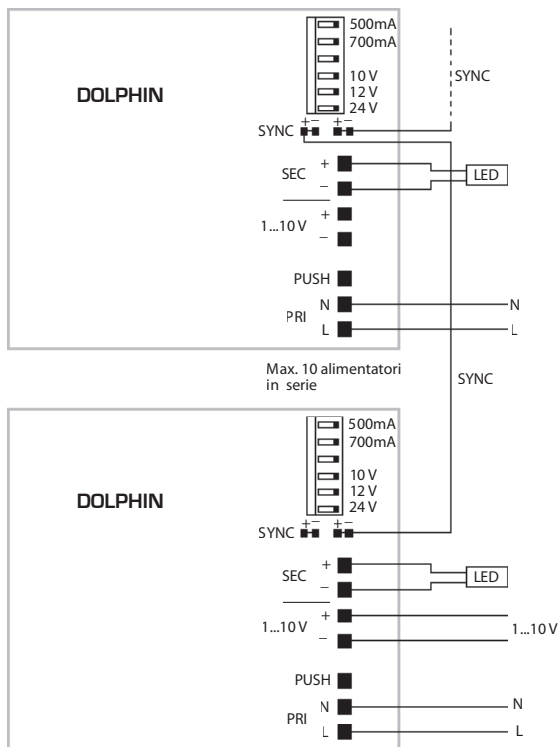 500mA
700mA
10 V
12 V
24 V
DOLPHIN
SYNC
+ − + −
SYNC
SEC
+
−
LED
1...10 V
+
−
PUSH
PRI
N
L
N
L
Max. 10 alimentatori
in serie
SYNC
500mA
700mA
10 V
12 V
24 V
DOLPHIN
SYNC
+ − + −
SEC
+
−
LED
1...10 V
+
−
1...10 V
PUSH
PRI
N
L
N
L